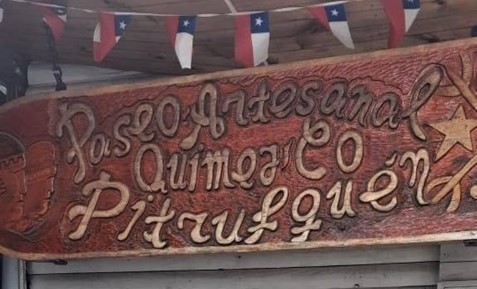 Paseo Artesanal
Quimey-Co
Pitrufquén